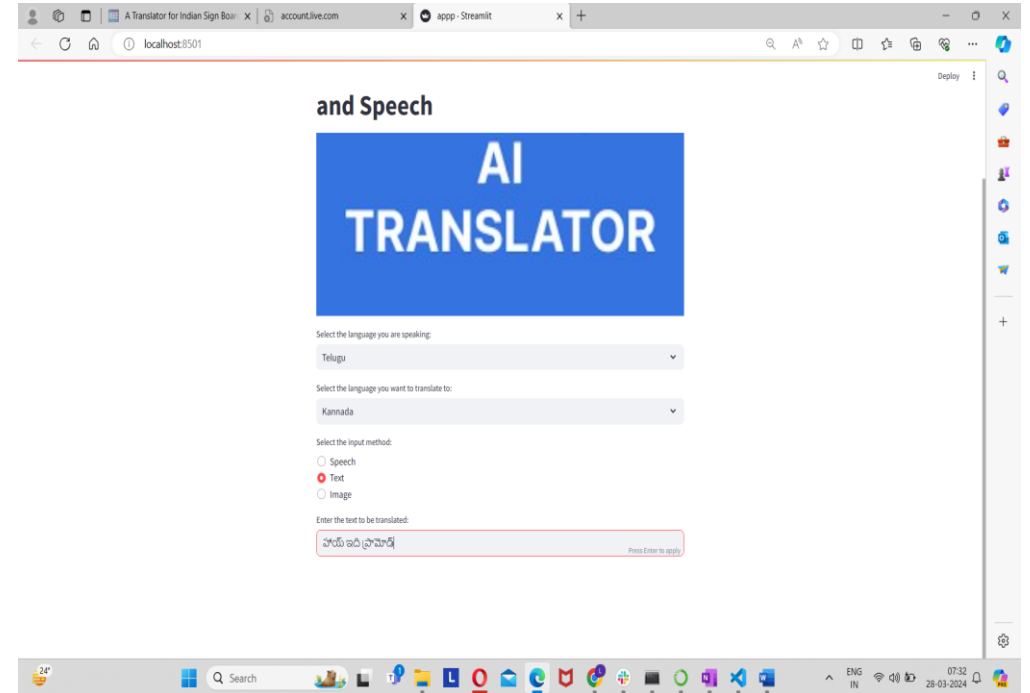 A Translator for Indian Sign Boar
account.live.com
appp - Streamlit
localhost:8501
Deploy
and Speech
AI
TRANSLATOR
Select the language you are speaking:
Telugu
Select the language you want to translate to:
Kannada
Select the input method:
Speech
Text
Image
Enter the text to be translated:
హాయ్ ఇది ప్రామోద్
Press Enter to apply
24°
Search
ENG
IN
07:32
28-03-2024